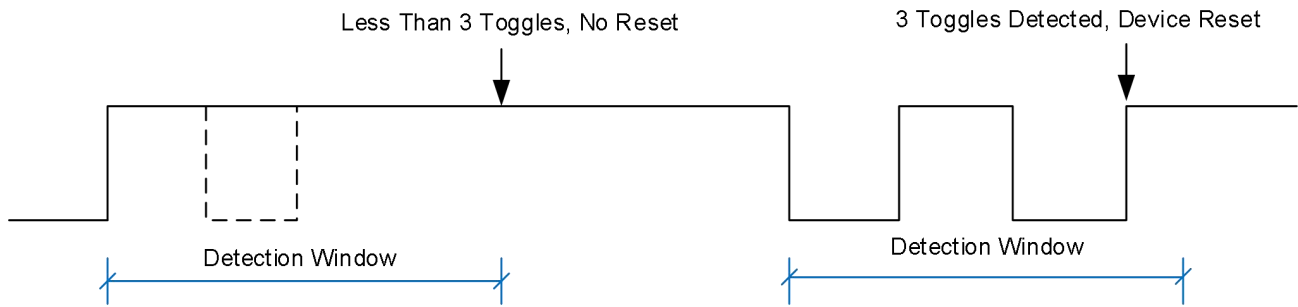 Less Than 3 Toggles, No Reset
3 Toggles Detected, Device Reset
Detection Window
Detection Window